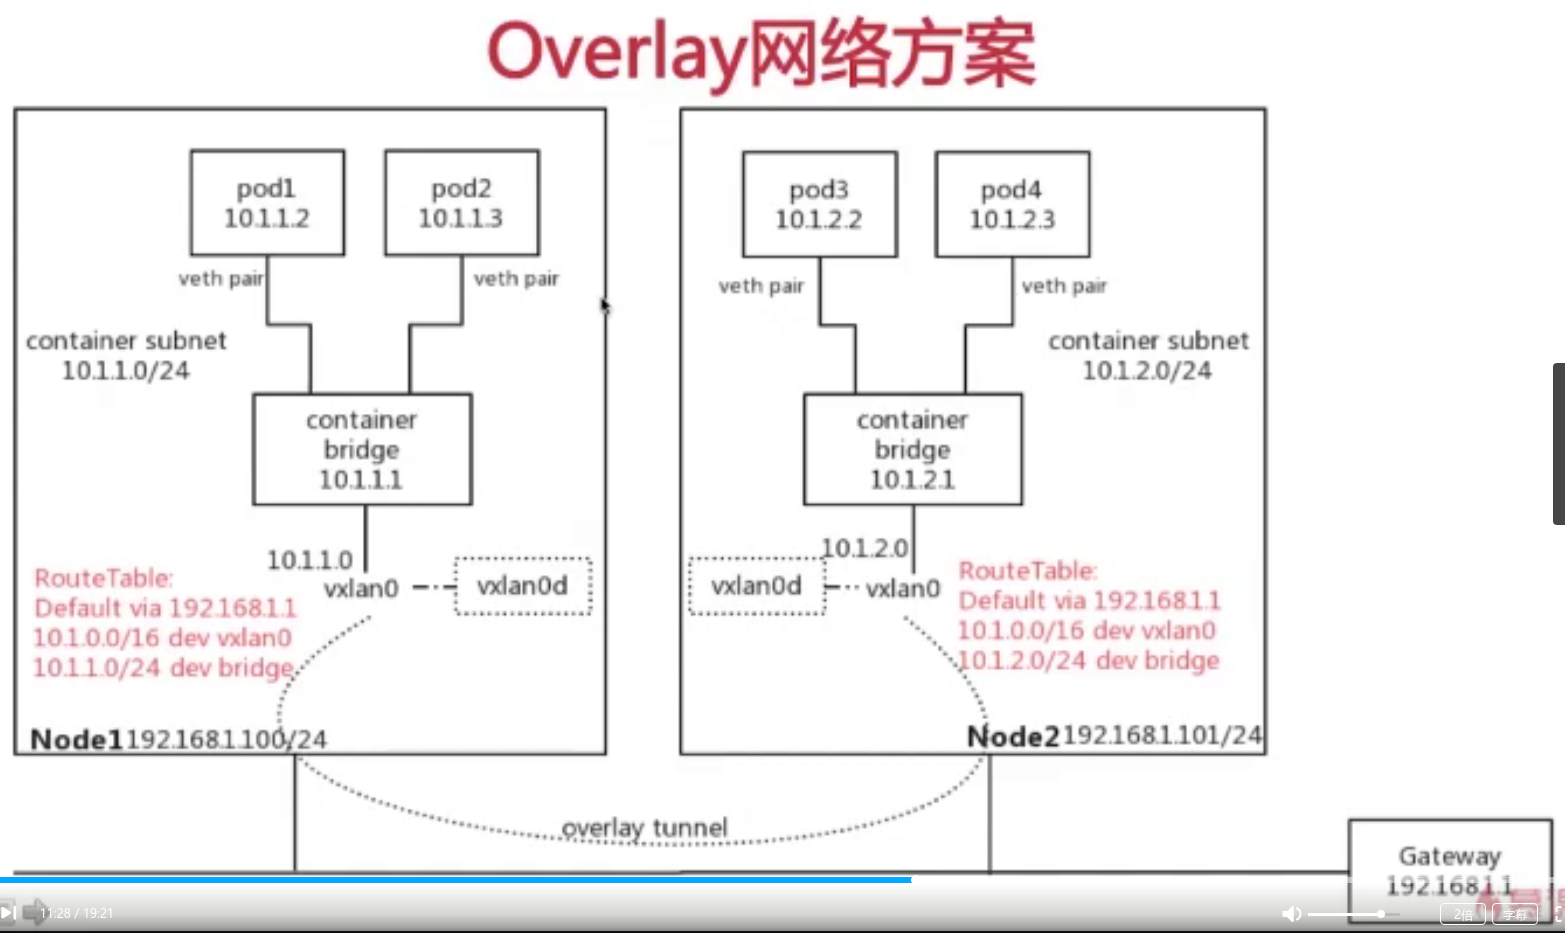 Overlay网络方案
pod1
10.1.1.2
pod2
10.1.1.3
pod3
10.1.2.2
pod4
10.1.2.3
veth pair
veth pair
veth pair
veth pair
container subnet
10.1.1.0/24
container subnet
10.1.2.0/24
container
bridge
10.1.1.1
container
bridge
10.1.2.1
10.1.1.0
vxlan0
vxlan0d
10.1.2.0
vxlan0d
vxlan0
RouteTable:
Default via 192.168.1.1
10.1.0.0/16 dev vxlan0
10.1.1.0/24 dev bridge
RouteTable:
Default via 192.168.1.1
10.1.0.0/16 dev vxlan0
10.1.2.0/24 dev bridge
Node1 192.168.1.100/24
Node2 192.168.1.101/24
overlay tunnel
Gateway
192.168.1.1
11:28 / 19:21
2倍
字幕